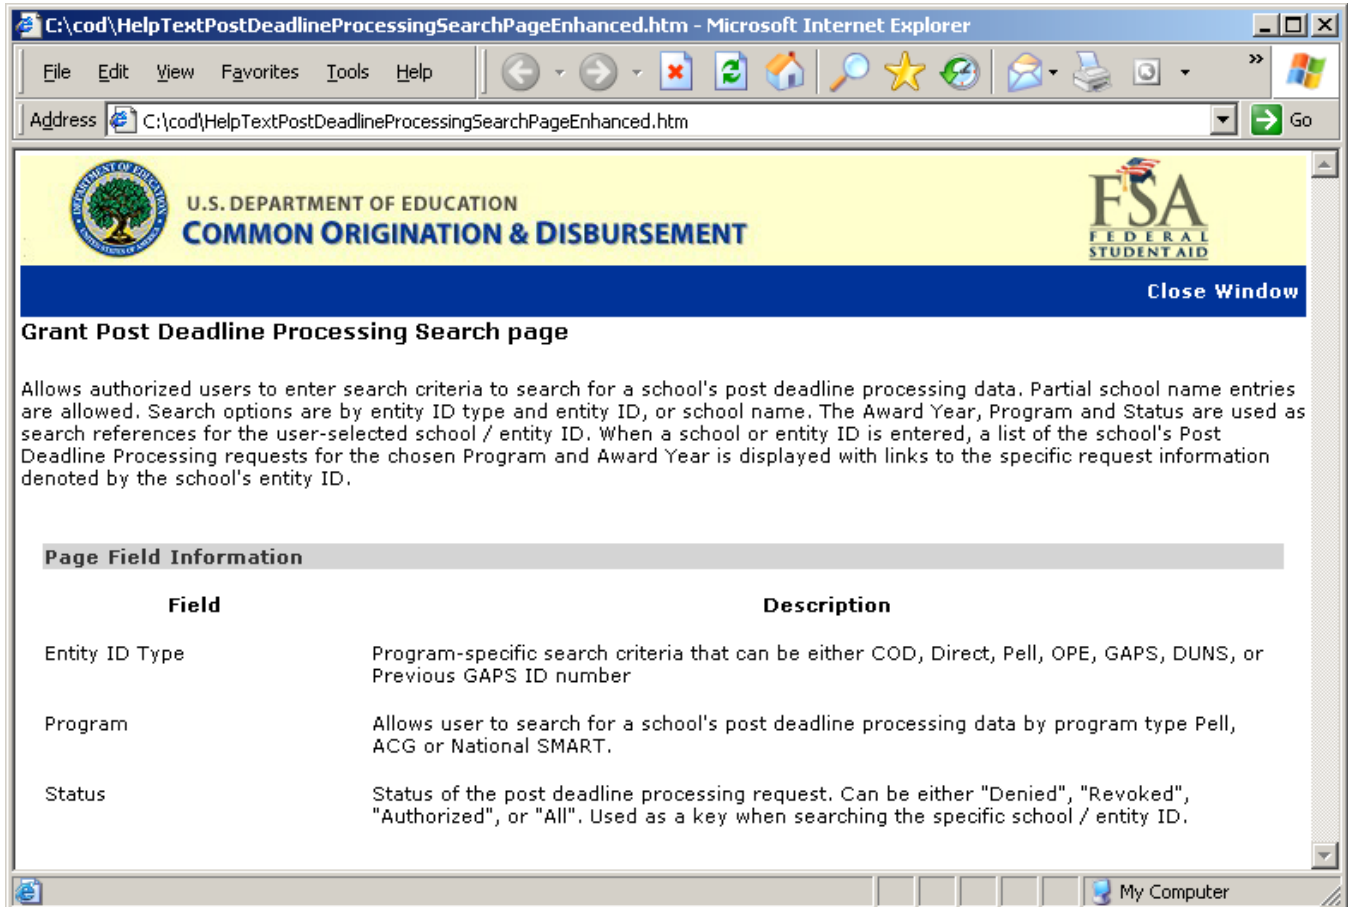 C:\cod\HelpTextPostDeadlineProcessingSearchPageEnhanced.htm - Microsoft Internet Explorer
File Edit View Favorites Tools Help »
Address C:\cod\HelpTextPostDeadlineProcessingSearchPageEnhanced.htm Go
U.S. DEPARTMENT OF EDUCATION
COMMON ORIGINATION & DISBURSEMENT
FSA
FEDERAL
STUDENT AID
Close Window
Grant Post Deadline Processing Search page
Allows authorized users to enter search criteria to search for a school's post deadline processing data. Partial school name entries
are allowed. Search options are by entity ID type and entity ID, or school name. The Award Year, Program and Status are used as
search references for the user-selected school / entity ID. When a school or entity ID is entered, a list of the school's Post
Deadline Processing requests for the chosen Program and Award Year is displayed with links to the specific request information
denoted by the school's entity ID.
Page Field Information
Field Description
Entity ID Type Program-specific search criteria that can be either COD, Direct, Pell, OPE, GAPS, DUNS, or
Previous GAPS ID number
Program Allows user to search for a school's post deadline processing data by program type Pell,
ACG or National SMART.
Status Status of the post deadline processing request. Can be either "Denied", "Revoked",
"Authorized", or "All". Used as a key when searching the specific school / entity ID.
My Computer